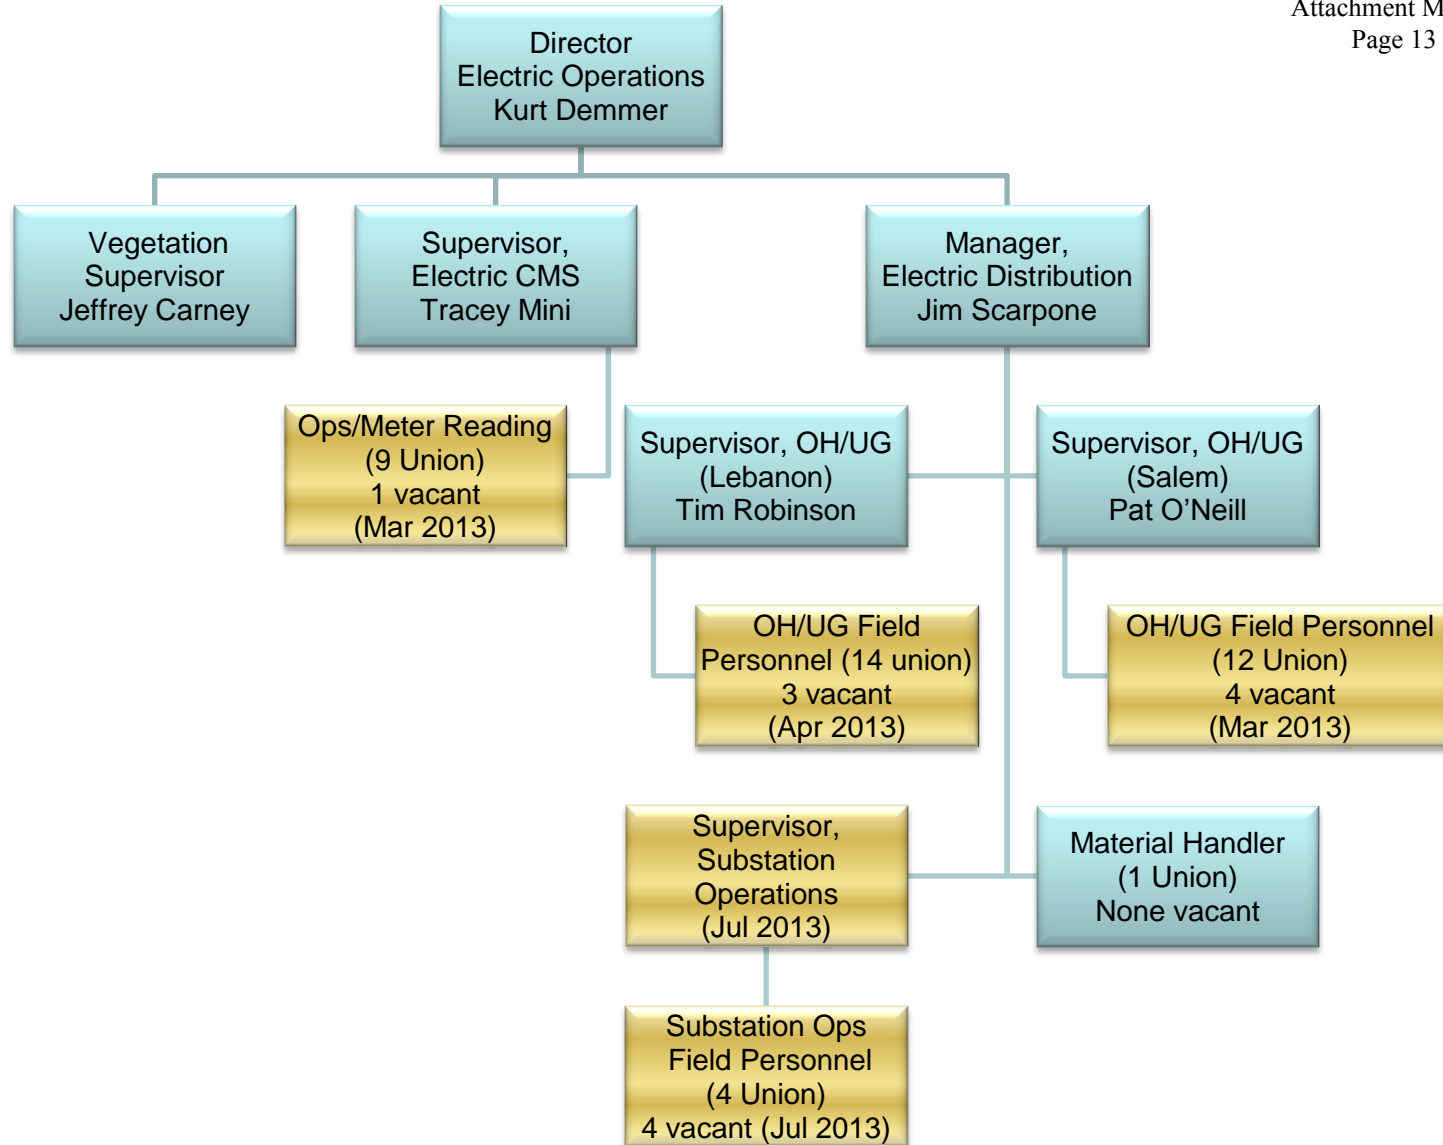 Attachment M
Page 13
Director
Electric Operations
Kurt Demmer
Vegetation
Supervisor
Jeffrey Carney
Supervisor,
Electric CMS
Tracey Mini
Manager,
Electric Distribution
Jim Scarpone
Ops/Meter Reading
(9 Union)
1 vacant
(Mar 2013)
Supervisor, OH/UG
(Lebanon)
Tim Robinson
Supervisor, OH/UG
(Salem)
Pat O’Neill
OH/UG Field
Personnel (14 union)
3 vacant
(Apr 2013)
OH/UG Field Personnel
(12 Union)
4 vacant
(Mar 2013)
Supervisor,
Substation
Operations
(Jul 2013)
Material Handler
(1 Union)
None vacant
Substation Ops
Field Personnel
(4 Union)
4 vacant (Jul 2013)